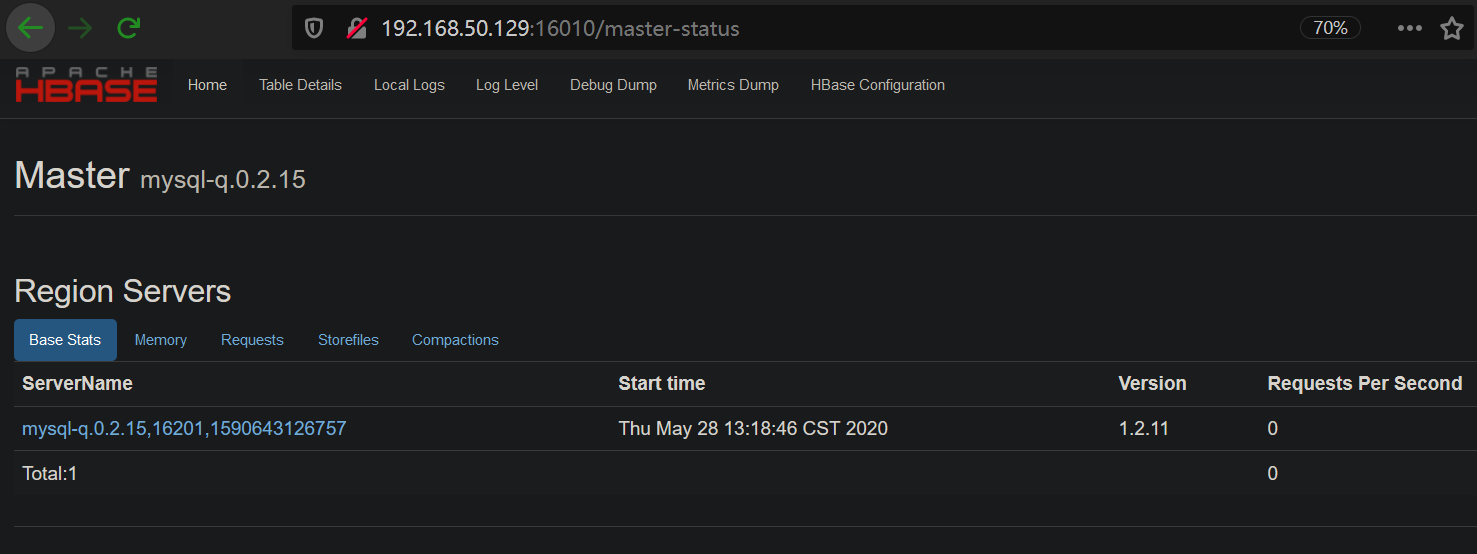 192.168.50.129:16010/master-status 70%
APACHE
HBASE
Home Table Details Local Logs Log Level Debug Dump Metrics Dump HBase Configuration
Master mysql-q.0.2.15
Region Servers
Base Stats Memory Requests Storefiles Compactions
ServerName Start time Version Requests Per Second
mysql-q.0.2.15,16201,1590643126757 Thu May 28 13:18:46 CST 2020 1.2.11 0
Total:1 0